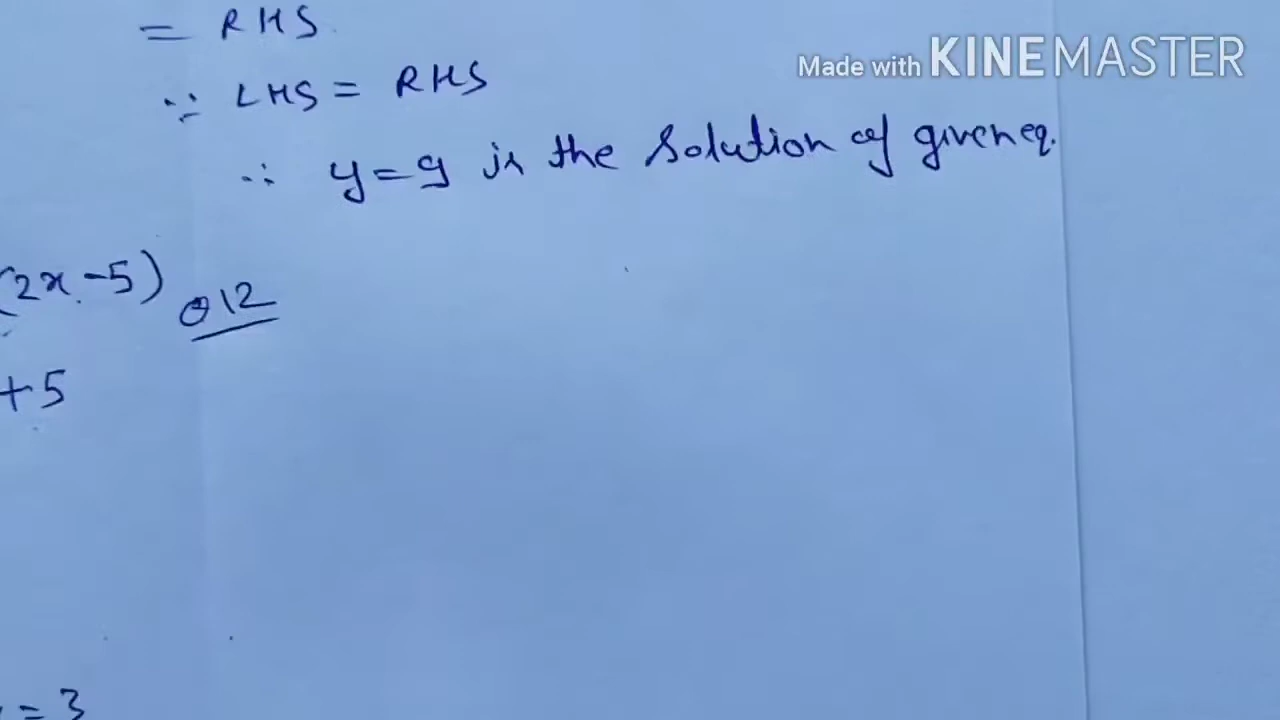 = RHS
Made with KINEMASTER
∵ LHS = RHS
∴ y = 9 is the solution of given eq.
(2x - 5)
Q12
+ 5
= 3